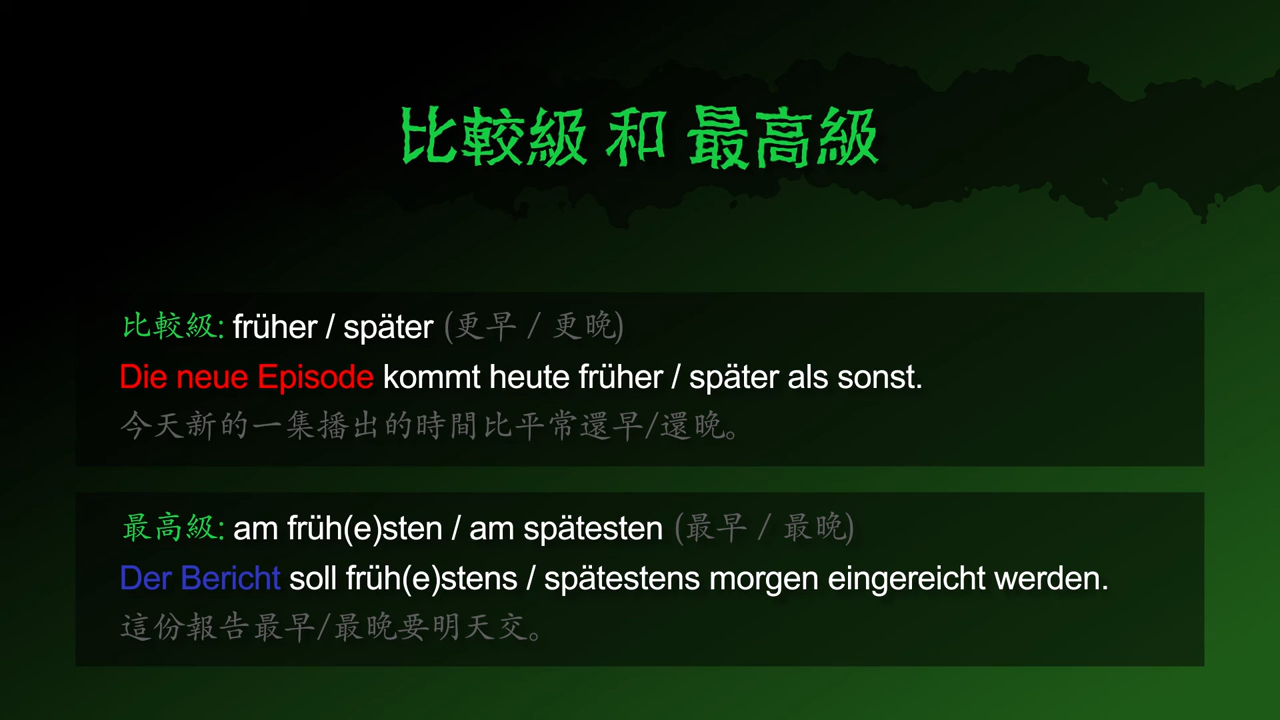 比較級 和 最高級
比較級: früher / später (更早 / 更晚)
Die neue Episode kommt heute früher / später als sonst.
今天新的一集播出的時間比平常還早/還晚。
最高級: am früh(e)sten / am spätesten (最早 / 最晚)
Der Bericht soll früh(e)stens / spätestens morgen eingereicht werden.
這份報告最早/最晚要明天交。